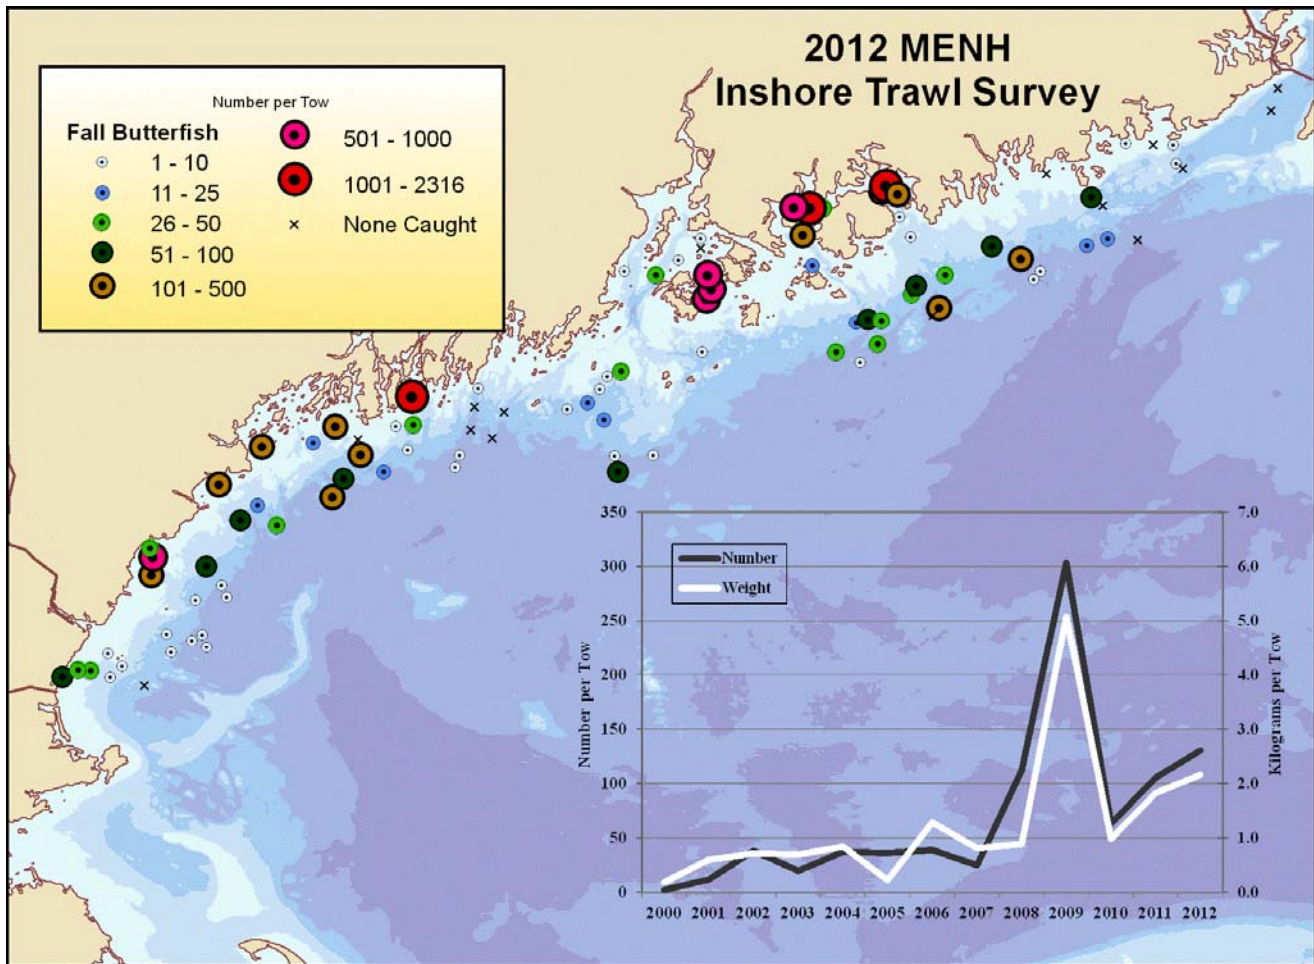 2012 MENH
Inshore Trawl Survey
Number per Tow
Fall Butterfish
1 - 10
11 - 25
26 - 50
51 - 100
101 - 500
501 - 1000
1001 - 2316
None Caught
350
300
250
200
150
100
50
0
Number per Tow
Number
Weight
7.0
6.0
5.0
4.0
3.0
2.0
1.0
0.0
Kilograms per Tow
2000 2001 2002 2003 2004 2005 2006 2007 2008 2009 2010 2011 2012